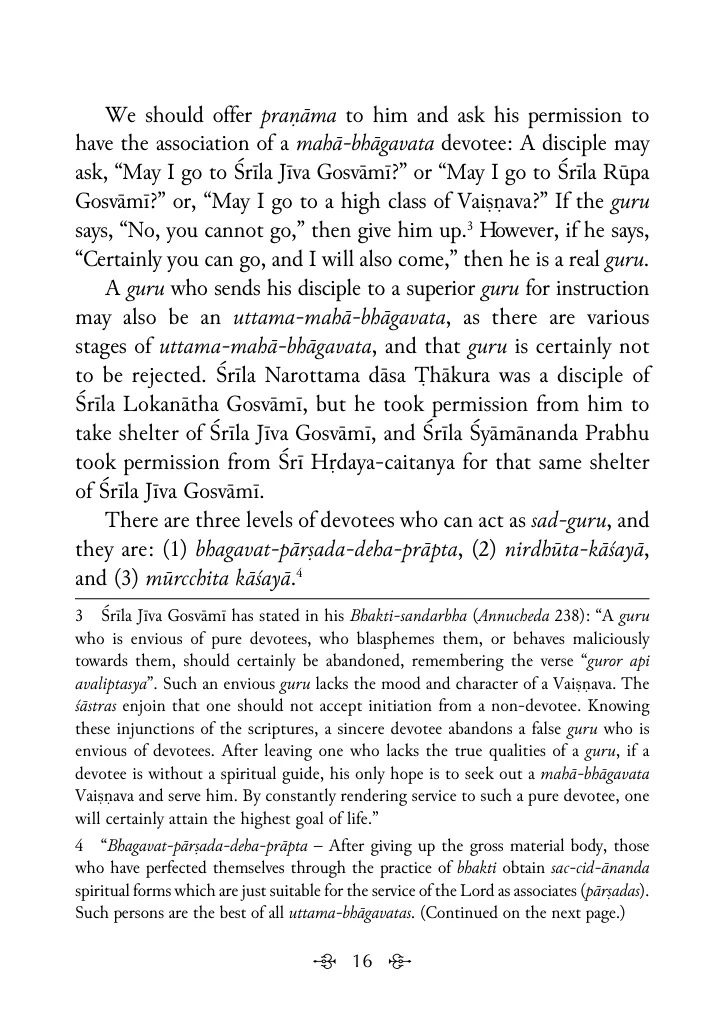 We should offer praṇāma to him and ask his permission to
have the association of a mahā-bhāgavata devotee: A disciple may
ask, “May I go to Śrīla Jīva Gosvāmī?” or “May I go to Śrīla Rūpa
Gosvāmī?” or, “May I go to a high class of Vaiṣṇava?” If the guru
says, “No, you cannot go,” then give him up.³ However, if he says,
“Certainly you can go, and I will also come,” then he is a real guru.
A guru who sends his disciple to a superior guru for instruction
may also be an uttama-mahā-bhāgavata, as there are various
stages of uttama-mahā-bhāgavata, and that guru is certainly not
to be rejected. Śrīla Narottama dāsa Ṭhākura was a disciple of
Śrīla Lokanātha Gosvāmī, but he took permission from him to
take shelter of Śrīla Jīva Gosvāmī, and Śrīla Śyāmānanda Prabhu
took permission from Śrī Hṛdaya-caitanya for that same shelter
of Śrīla Jīva Gosvāmī.
There are three levels of devotees who can act as sad-guru, and
they are: (1) bhagavat-pārṣada-deha-prāpta, (2) nirdhūta-kāśayā,
and (3) mūrcchita kāśayā.⁴
3 Śrīla Jīva Gosvāmī has stated in his Bhakti-sandarbha (Annucheda 238): “A guru
who is envious of pure devotees, who blasphemes them, or behaves maliciously
towards them, should certainly be abandoned, remembering the verse “guror api
avaliptasya”. Such an envious guru lacks the mood and character of a Vaiṣṇava. The
śāstras enjoin that one should not accept initiation from a non-devotee. Knowing
these injunctions of the scriptures, a sincere devotee abandons a false guru who is
envious of devotees. After leaving one who lacks the true qualities of a guru, if a
devotee is without a spiritual guide, his only hope is to seek out a mahā-bhāgavata
Vaiṣṇava and serve him. By constantly rendering service to such a pure devotee, one
will certainly attain the highest goal of life.”
4 “Bhagavat-pārṣada-deha-prāpta – After giving up the gross material body, those
who have perfected themselves through the practice of bhakti obtain sac-cid-ānanda
spiritual forms which are just suitable for the service of the Lord as associates (pārṣadas).
Such persons are the best of all uttama-bhāgavatas. (Continued on the next page.)
16